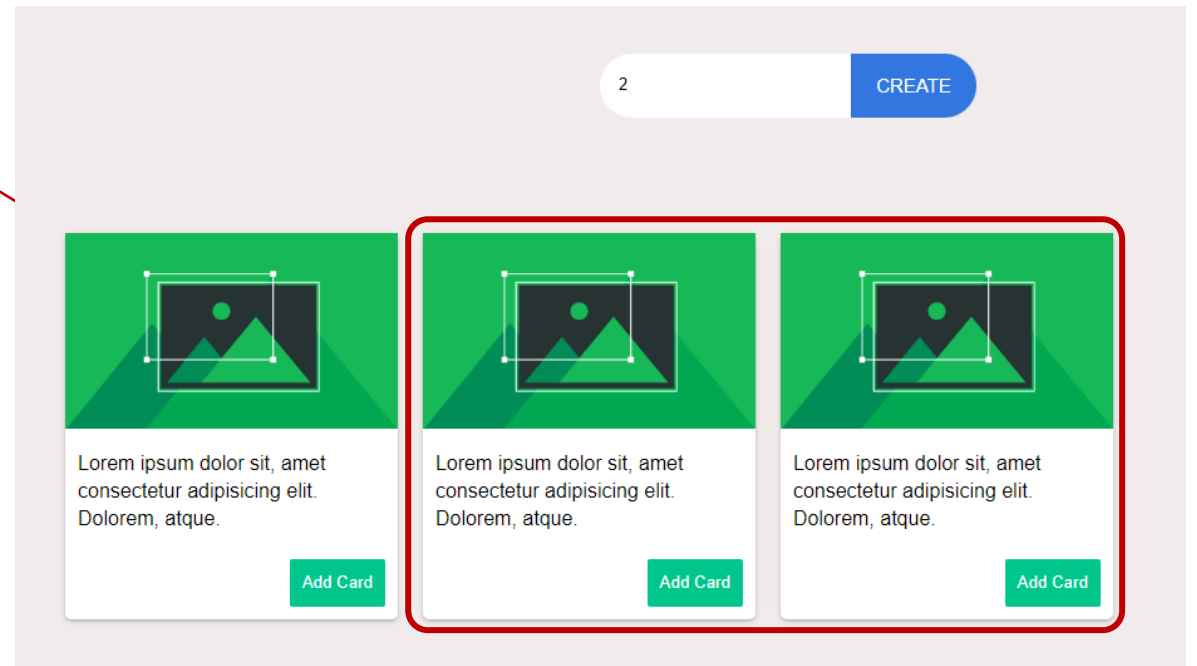 2
CREATE
Lorem ipsum dolor sit, amet
consectetur adipisicing elit.
Dolorem, atque.
Add Card
Lorem ipsum dolor sit, amet
consectetur adipisicing elit.
Dolorem, atque.
Add Card
Lorem ipsum dolor sit, amet
consectetur adipisicing elit.
Dolorem, atque.
Add Card